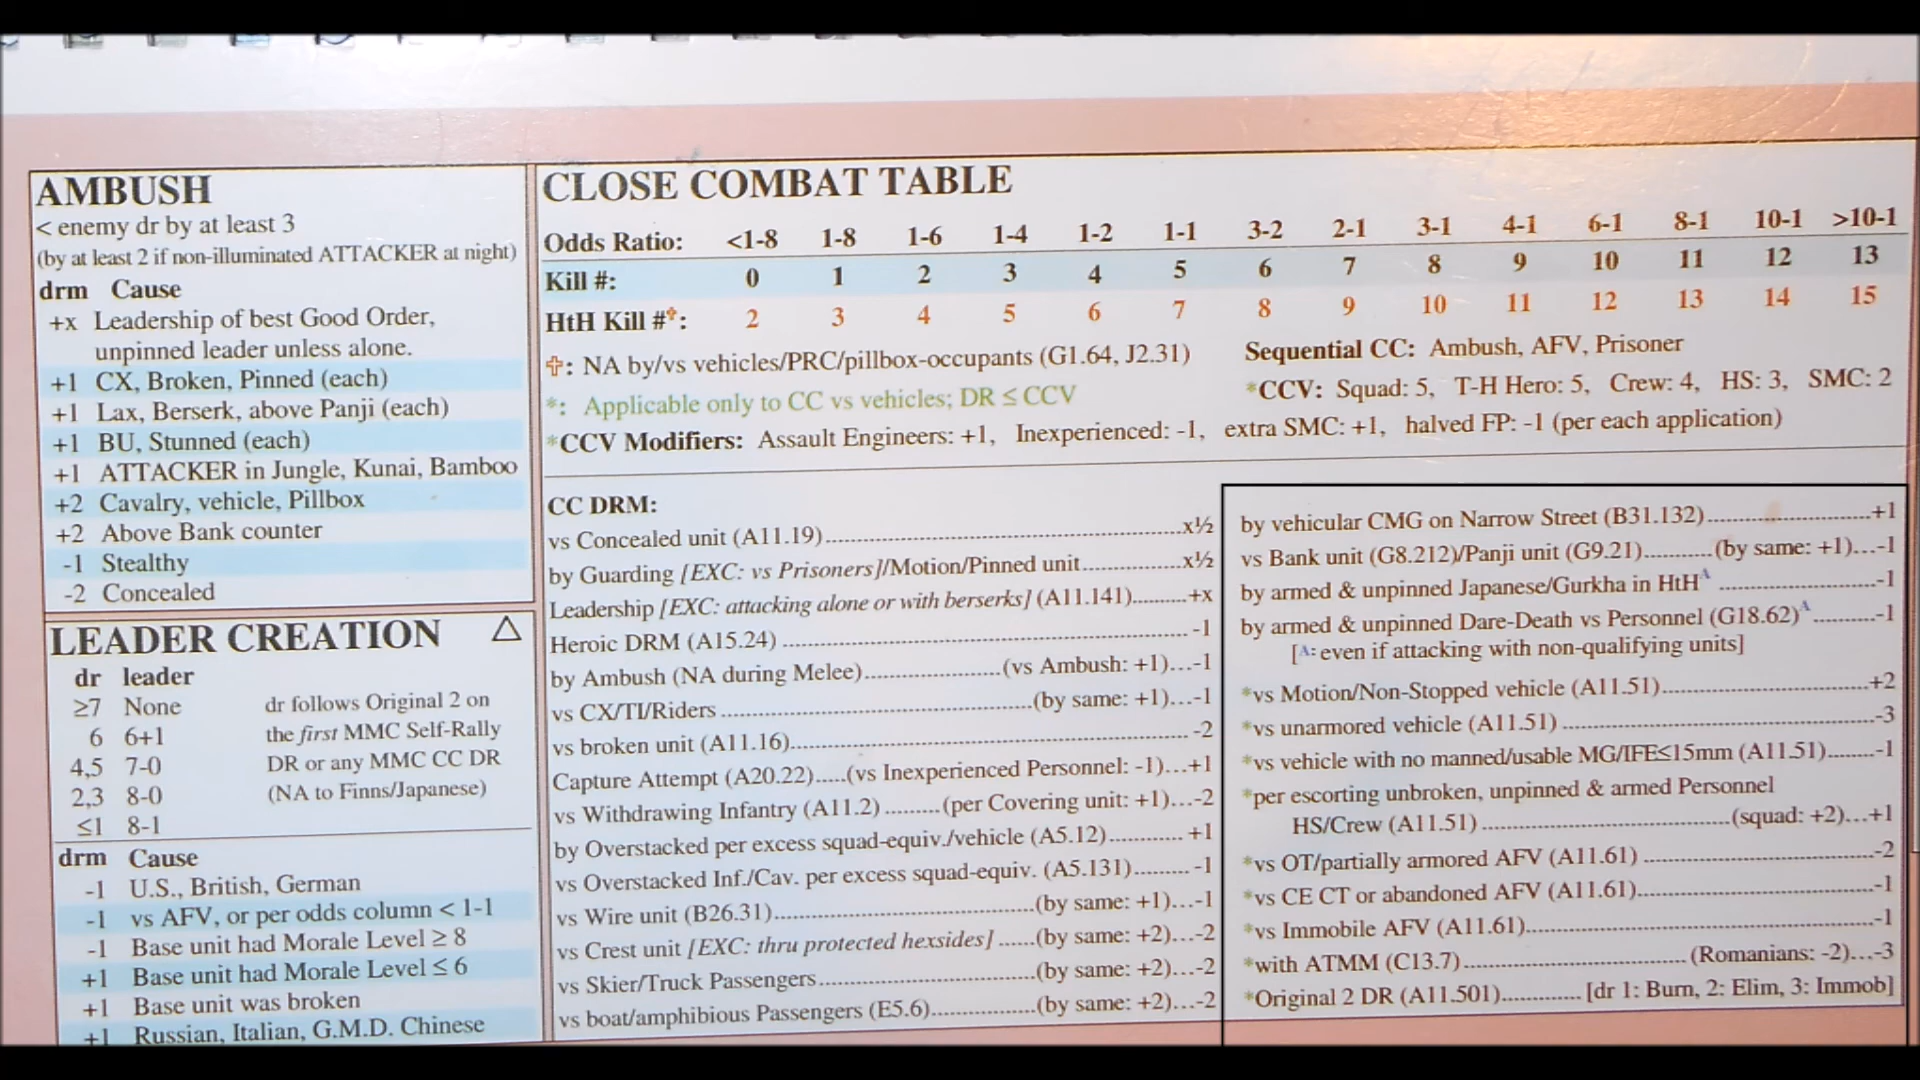 AMBUSH
< enemy dr by at least 3
(by at least 2 if non-illuminated ATTACKER at night)
drm Cause
+x Leadership of best Good Order,
unpinned leader unless alone.
+1 CX, Broken, Pinned (each)
+1 Lax, Berserk, above Panji (each)
+1 BU, Stunned (each)
+1 ATTACKER in Jungle, Kunai, Bamboo
+2 Cavalry, vehicle, Pillbox
+2 Above Bank counter
-1 Stealthy
-2 Concealed
LEADER CREATION △
dr leader
≥7 None
6 6+1
4,5 7-0
2,3 8-0
≤1 8-1
dr follows Original 2 on
the first MMC Self-Rally
DR or any MMC CC DR
(NA to Finns/Japanese)
drm Cause
-1 U.S., British, German
-1 vs AFV, or per odds column < 1-1
-1 Base unit had Morale Level ≥ 8
+1 Base unit had Morale Level ≤ 6
+1 Base unit was broken
+1 Russian, Italian, G.M.D. Chinese
CLOSE COMBAT TABLE
Odds Ratio: <1-8 1-8 1-6 1-4 1-2 1-1 3-2 2-1 3-1 4-1 6-1 8-1 10-1 >10-1
Kill #: 0 1 2 3 4 5 6 7 8 9 10 11 12 13
HtH Kill #✞: 2 3 4 5 6 7 8 9 10 11 12 13 14 15
✞: NA by/vs vehicles/PRC/pillbox-occupants (G1.64, J2.31) Sequential CC: Ambush, AFV, Prisoner
*: Applicable only to CC vs vehicles; DR ≤ CCV *CCV: Squad: 5, T-H Hero: 5, Crew: 4, HS: 3, SMC: 2
*CCV Modifiers: Assault Engineers: +1, Inexperienced: -1, extra SMC: +1, halved FP: -1 (per each application)
CC DRM:
vs Concealed unit (A11.19)..........x½
by Guarding [EXC: vs Prisoners]/Motion/Pinned unit..........x½
Leadership [EXC: attacking alone or with berserks] (A11.141)..........+x
Heroic DRM (A15.24)..........-1
by Ambush (NA during Melee)..........(vs Ambush: +1)...-1
vs CX/TI/Riders..........(by same: +1)...-1
vs broken unit (A11.16)..........-2
Capture Attempt (A20.22).....(vs Inexperienced Personnel: -1)...+1
vs Withdrawing Infantry (A11.2).........(per Covering unit: +1)...-2
by Overstacked per excess squad-equiv./vehicle (A5.12)..........+1
vs Overstacked Inf./Cav. per excess squad-equiv. (A5.131)..........-1
vs Wire unit (B26.31)..........(by same: +1)...-1
vs Crest unit [EXC: thru protected hexsides]......(by same: +2)...-2
vs Skier/Truck Passengers..........(by same: +2)...-2
vs boat/amphibious Passengers (E5.6)..........(by same: +2)...-2
by vehicular CMG on Narrow Street (B31.132)..........+1
vs Bank unit (G8.212)/Panji unit (G9.21)..........(by same: +1)...-1
by armed & unpinned Japanese/Gurkha in HtHᴬ..........-1
by armed & unpinned Dare-Death vs Personnel (G18.62)ᴬ..........-1
[ᴬ: even if attacking with non-qualifying units]
*vs Motion/Non-Stopped vehicle (A11.51)..........+2
*vs unarmored vehicle (A11.51)..........-3
*vs vehicle with no manned/usable MG/IFE≤15mm (A11.51)........-1
*per escorting unbroken, unpinned & armed Personnel
HS/Crew (A11.51)..........(squad: +2)...+1
*vs OT/partially armored AFV (A11.61)..........-2
*vs CE CT or abandoned AFV (A11.61)..........-1
*vs Immobile AFV (A11.61)..........-1
*with ATMM (C13.7)..........(Romanians: -2)...-3
*Original 2 DR (A11.501)............ [dr 1: Burn, 2: Elim, 3: Immob]